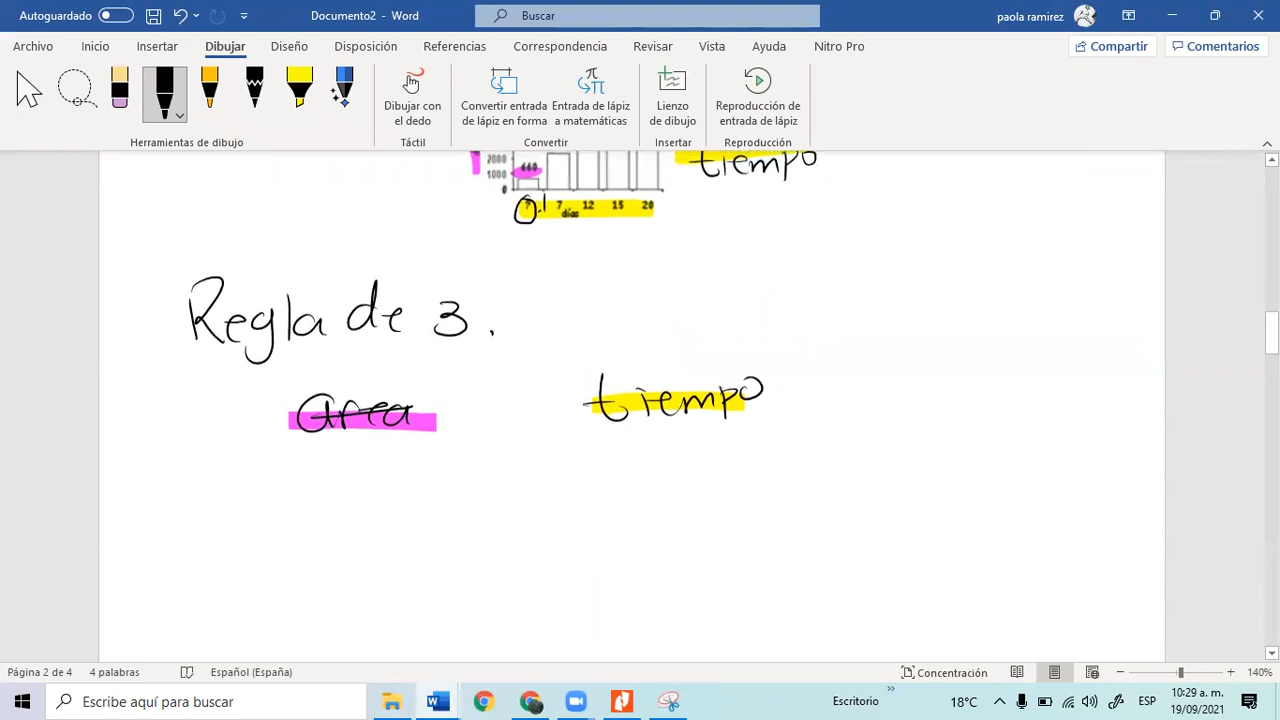 Autoguardado
Documento2 - Word
Buscar
paola ramirez
Archivo Inicio Insertar Dibujar Diseño Disposición Referencias Correspondencia Revisar Vista Ayuda Nitro Pro
Compartir Comentarios
Dibujar con el dedo
Convertir entrada de lápiz en forma
Entrada de lápiz a matemáticas
Lienzo de dibujo
Reproducción de entrada de lápiz
Herramientas de dibujo Táctil Convertir Insertar Reproducción
2000
1000 660
0
tiempo
? 7 12 15 20
0.1
días
Regla de 3.
area tiempo
Página 2 de 4 4 palabras Español (España) Concentración 140%
Escribe aquí para buscar Escritorio 18°C ESP 10:29 a. m.
19/09/2021